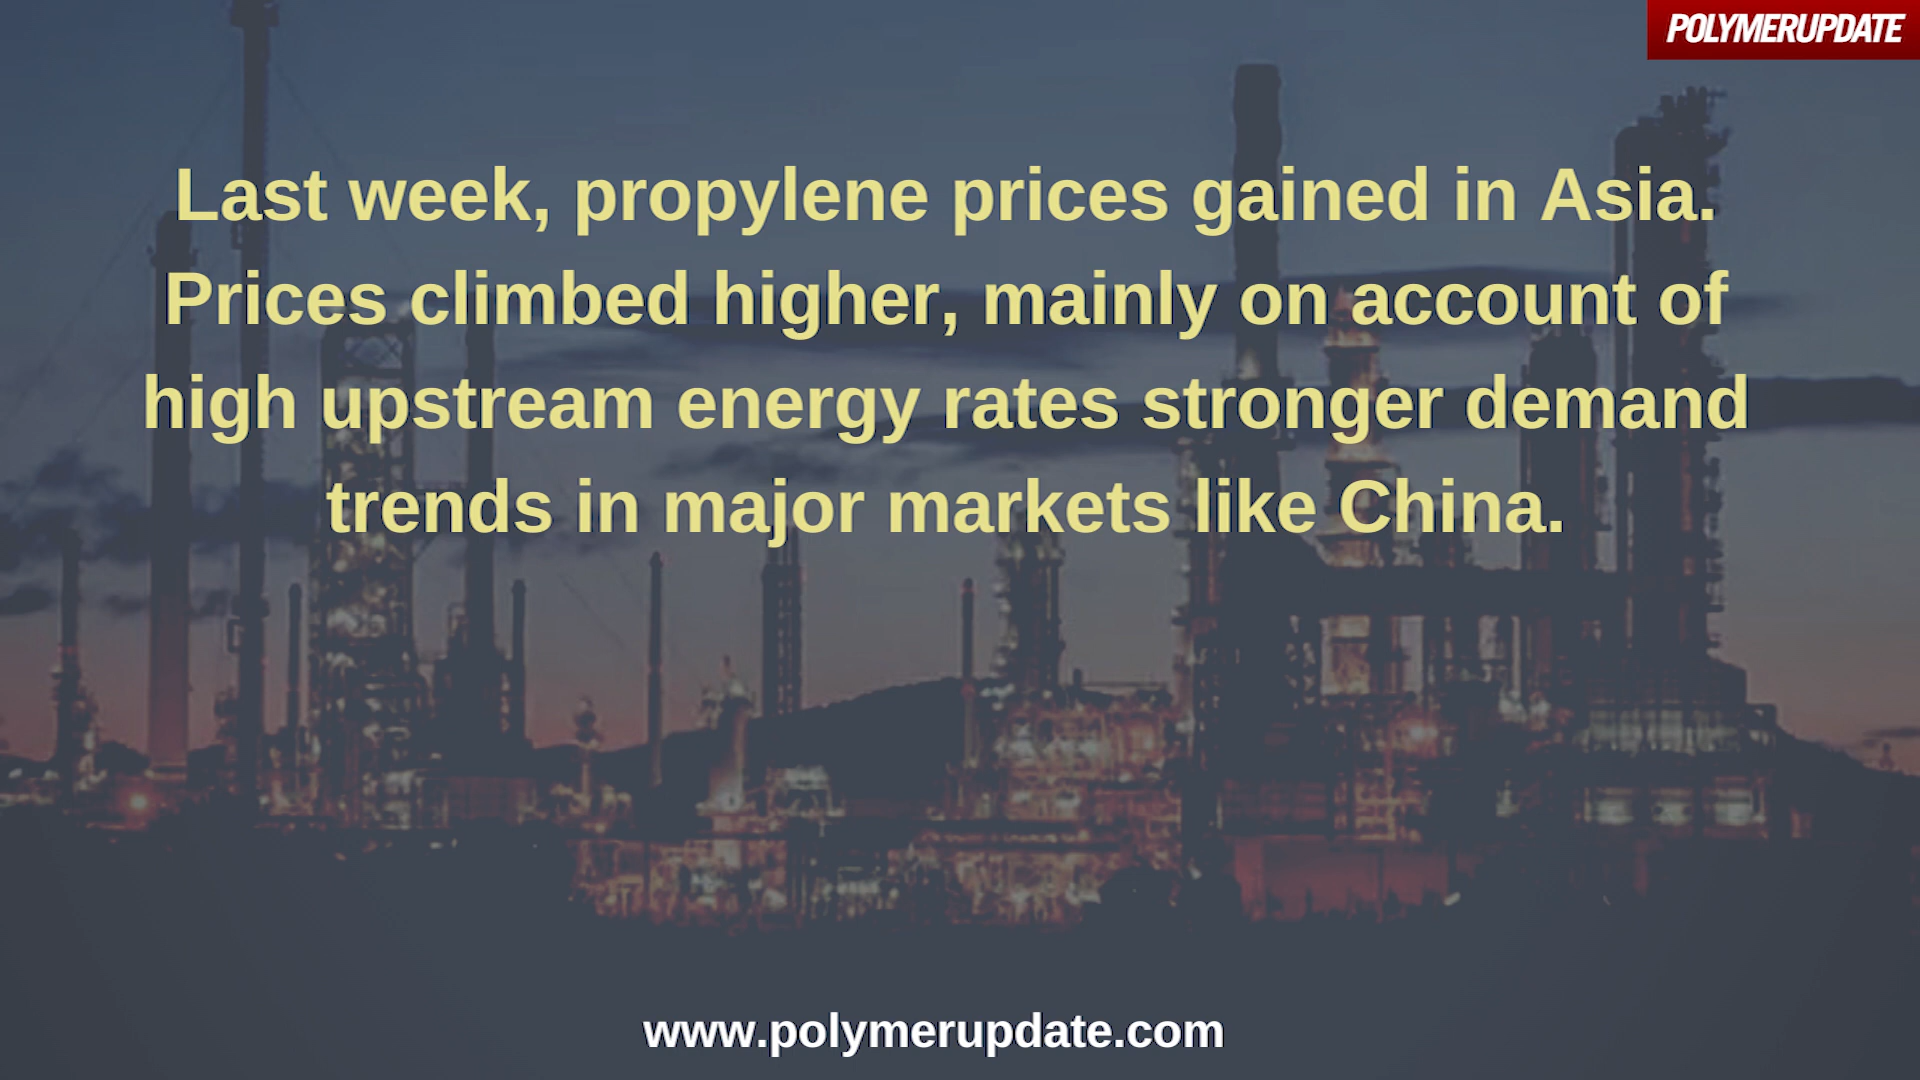 POLYMERUPDATE
Last week, propylene prices gained in Asia.
Prices climbed higher, mainly on account of
high upstream energy rates stronger demand
trends in major markets like China.
www.polymerupdate.com